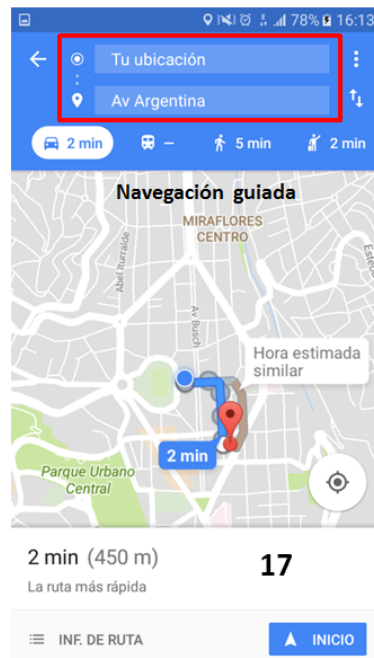 78% 16:13
Tu ubicación
Av Argentina
2 min – 5 min 2 min
Navegación guiada
MIRAFLORES
CENTRO
Abel Iturralde
Av Busch
Hora estimada
similar
2 min
Parque Urbano
Central
2 min (450 m)
17
La ruta más rápida
INF. DE RUTA INICIO